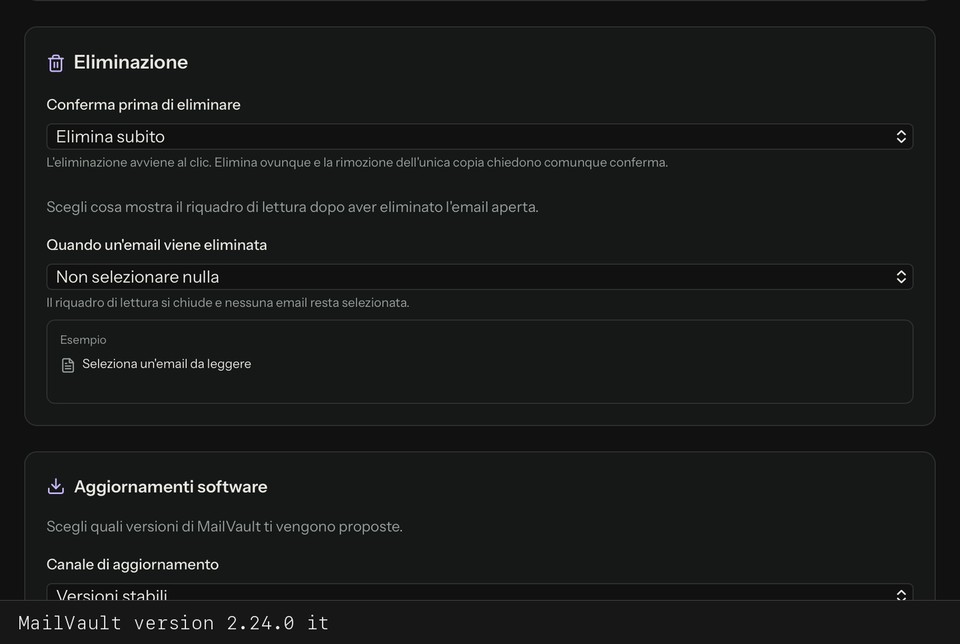 Eliminazione
Conferma prima di eliminare
Elimina subito
L'eliminazione avviene al clic. Elimina ovunque e la rimozione dell'unica copia chiedono comunque conferma.
Scegli cosa mostra il riquadro di lettura dopo aver eliminato l'email aperta.
Quando un'email viene eliminata
Non selezionare nulla
Il riquadro di lettura si chiude e nessuna email resta selezionata.
Esempio
Seleziona un'email da leggere
Aggiornamenti software
Scegli quali versioni di MailVault ti vengono proposte.
Canale di aggiornamento
Versioni stabili
MailVault version 2.24.0 it